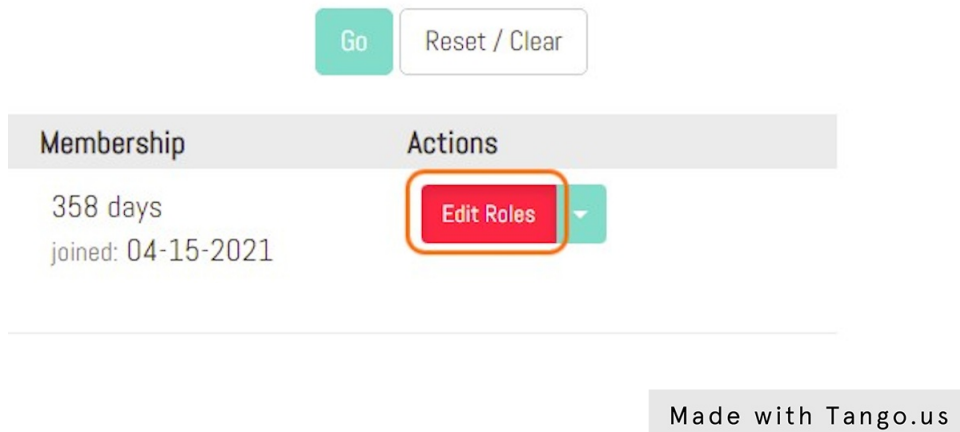 Go Reset / Clear
Membership Actions
358 days Edit Roles
joined: 04-15-2021
Made with Tango.us